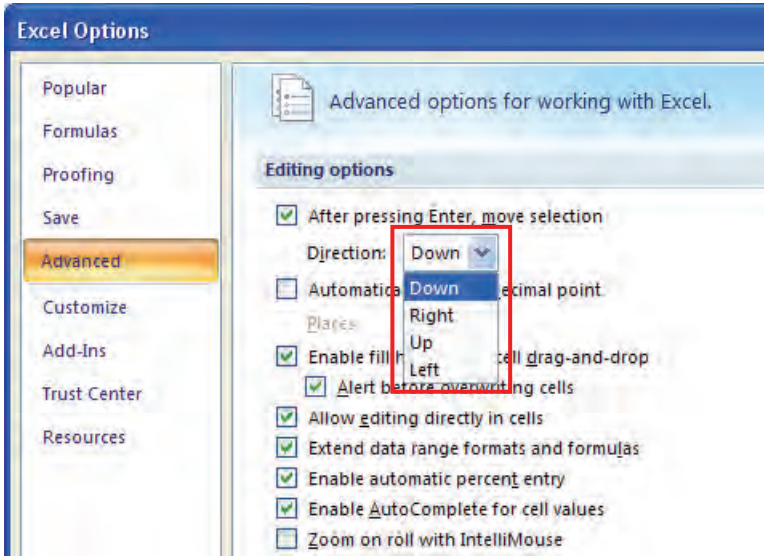 Excel Options
Popular
Formulas
Proofing
Save
Advanced
Customize
Add-Ins
Trust Center
Resources
Advanced options for working with Excel.
Editing options
After pressing Enter, move selection
Direction: Down
Down
Right
Up
Left
Automatica ecimal point
Places
Enable fill h cell drag-and-drop
Alert before overwriting cells
Allow editing directly in cells
Extend data range formats and formulas
Enable automatic percent entry
Enable AutoComplete for cell values
Zoom on roll with IntelliMouse